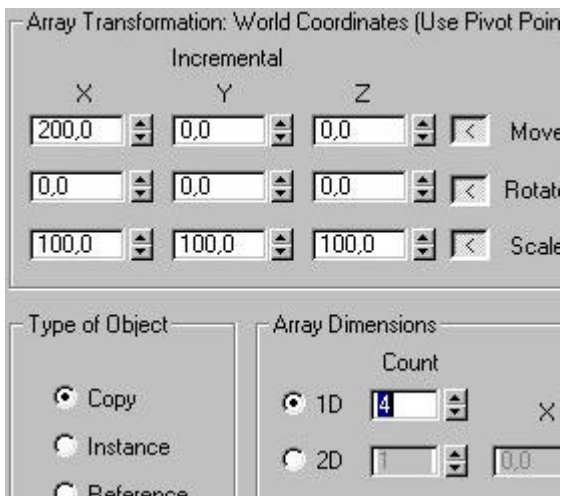 Array Transformation: World Coordinates (Use Pivot Poin
Incremental
X Y Z
200,0 0,0 0,0 < Move
0,0 0,0 0,0 < Rotate
100,0 100,0 100,0 < Scale
Type of Object
Array Dimensions
Count
Copy
1D 4 X
Instance
2D 1 0,0
Reference